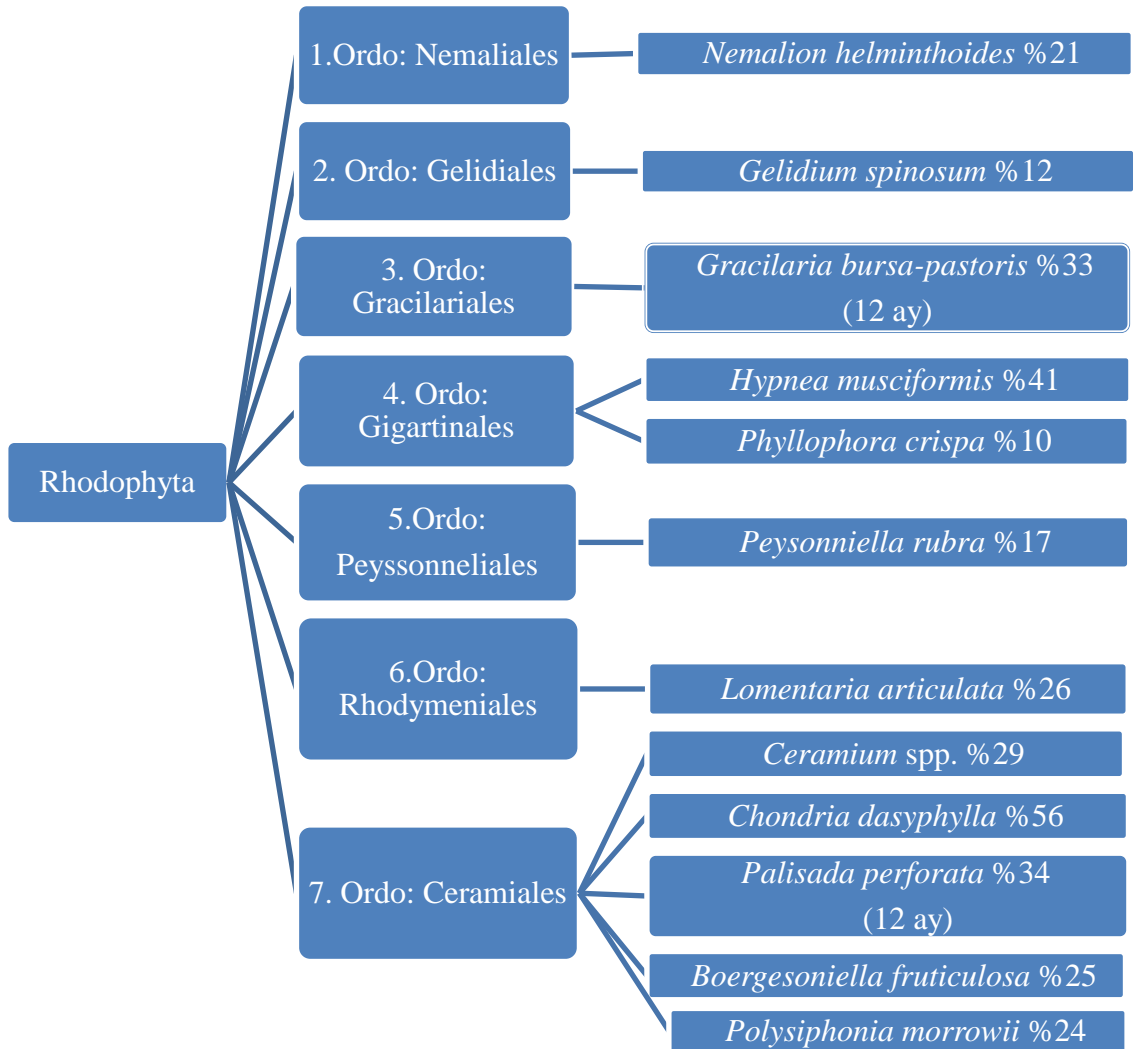 1.Ordo: Nemaliales
Nemalion helminthoides %21
2. Ordo: Gelidiales
Gelidium spinosum %12
3. Ordo:
Gracilariales
Gracilaria bursa-pastoris %33
(12 ay)
4. Ordo:
Gigartinales
Hypnea musciformis %41
Phyllophora crispa %10
Rhodophyta
5.Ordo:
Peyssonneliales
Peysonniella rubra %17
6.Ordo:
Rhodymeniales
Lomentaria articulata %26
7. Ordo: Ceramiales
Ceramium spp. %29
Chondria dasyphylla %56
Palisada perforata %34
(12 ay)
Boergesoniella fruticulosa %25
Polysiphonia morrowii %24